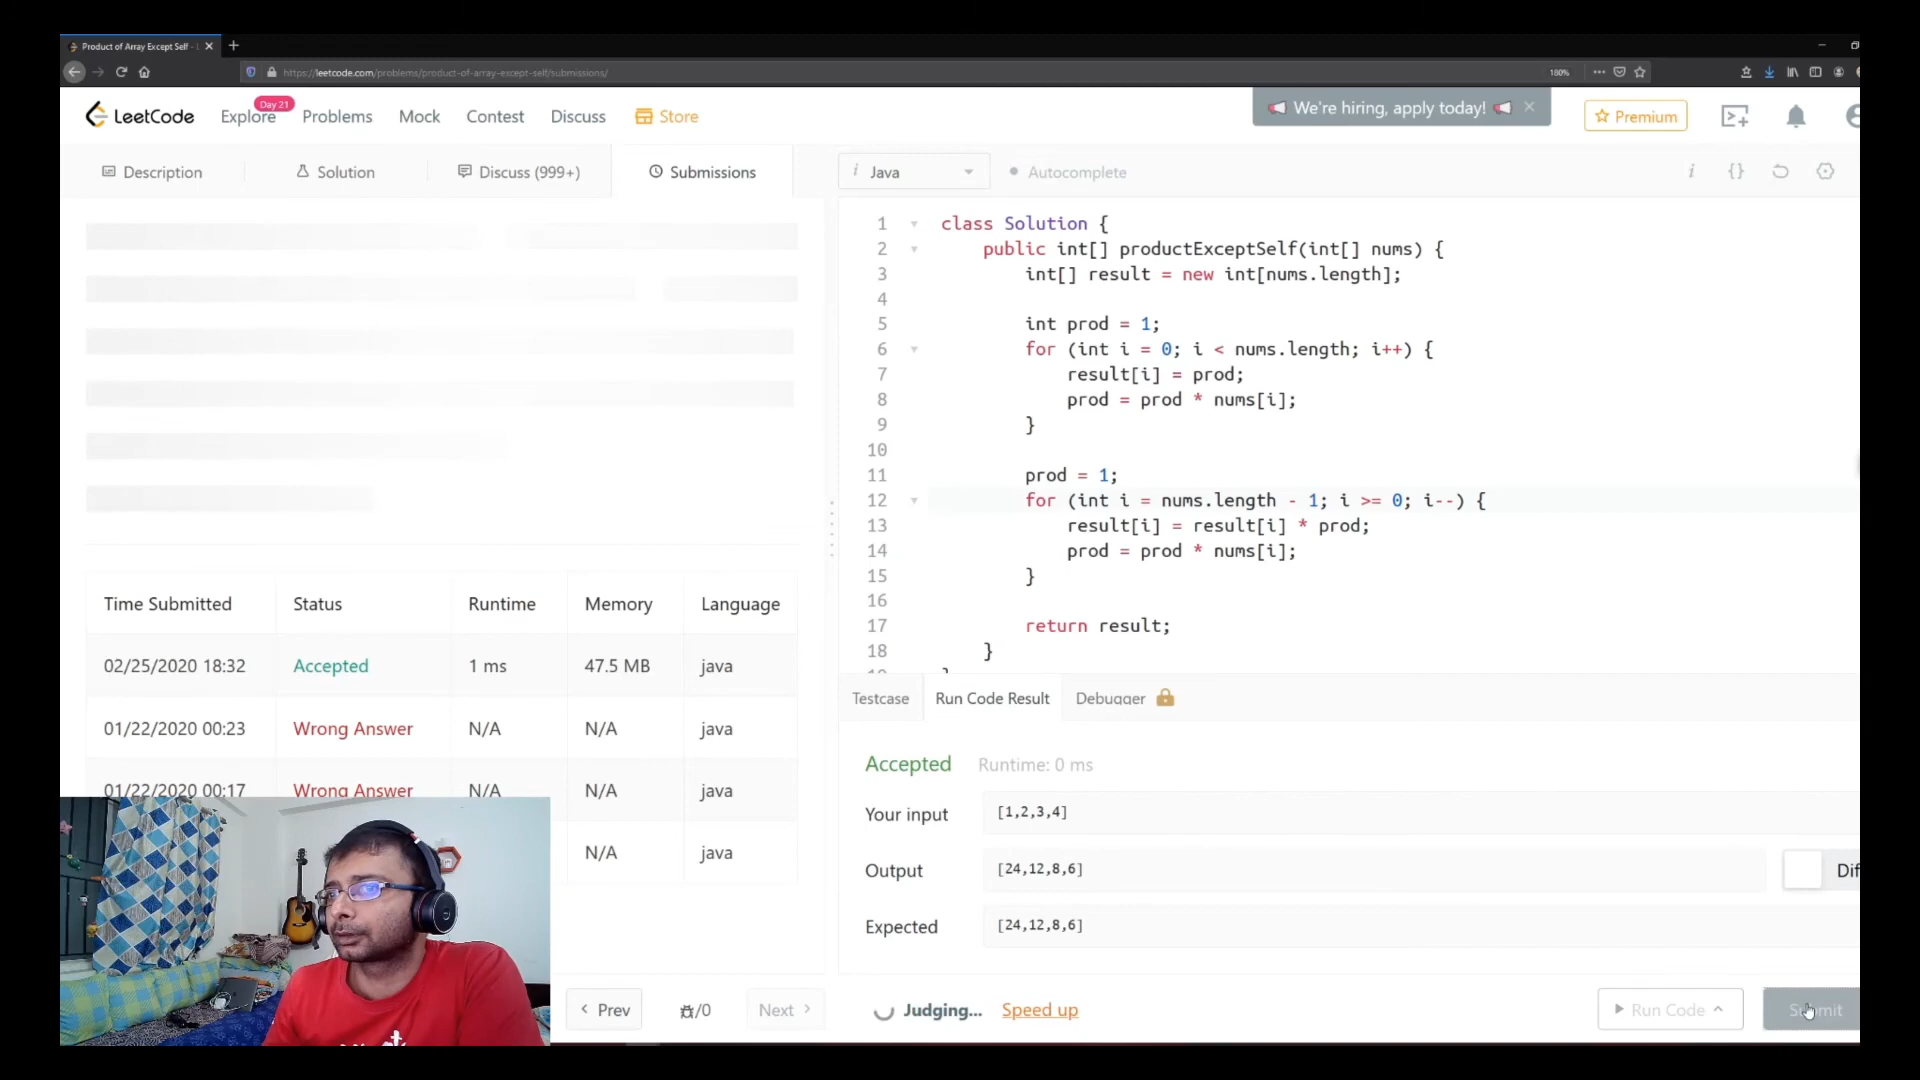 Product of Array Except Self - L
https://leetcode.com/problems/product-of-array-except-self/submissions/
180%
LeetCode
Explore
Day 21
Problems
Mock
Contest
Discuss
Store
We're hiring, apply today!
Premium
Description
Solution
Discuss (999+)
Submissions
Time Submitted Status Runtime Memory Language
02/25/2020 18:32 Accepted 1 ms 47.5 MB java
01/22/2020 00:23 Wrong Answer N/A N/A java
01/22/2020 00:17 Wrong Answer N/A N/A java
N/A java
Prev
/0
Next
i Java
Autocomplete
i {}
1 class Solution {
2 public int[] productExceptSelf(int[] nums) {
3 int[] result = new int[nums.length];
4
5 int prod = 1;
6 for (int i = 0; i < nums.length; i++) {
7 result[i] = prod;
8 prod = prod * nums[i];
9 }
10
11 prod = 1;
12 for (int i = nums.length - 1; i >= 0; i--) {
13 result[i] = result[i] * prod;
14 prod = prod * nums[i];
15 }
16
17 return result;
18 }
Testcase
Run Code Result
Debugger
Accepted Runtime: 0 ms
Your input [1,2,3,4]
Output [24,12,8,6]
Dif
Expected [24,12,8,6]
Judging... Speed up
Run Code
Submit